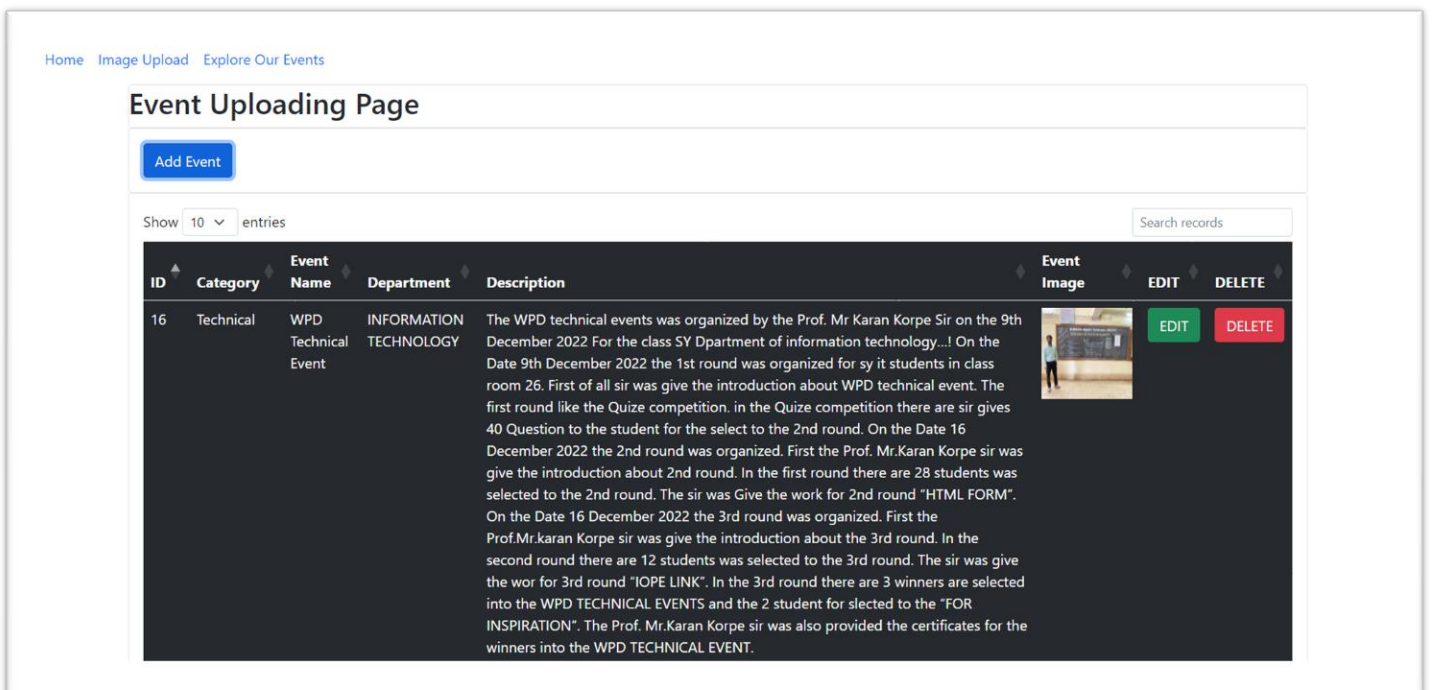 Home Image Upload Explore Our Events
Event Uploading Page
Add Event
Show 10 entries
Search records
ID Category Event Name Department Description Event Image EDIT DELETE
16 Technical WPD Technical Event INFORMATION TECHNOLOGY
The WPD technical events was organized by the Prof. Mr Karan Korpe Sir on the 9th
December 2022 For the class SY Dpartment of information technology...! On the
Date 9th December 2022 the 1st round was organized for sy it students in class
room 26. First of all sir was give the introduction about WPD technical event. The
first round like the Quize competition. in the Quize competition there are sir gives
40 Question to the student for the select to the 2nd round. On the Date 16
December 2022 the 2nd round was organized. First the Prof. Mr.Karan Korpe sir was
give the introduction about 2nd round. In the first round there are 28 students was
selected to the 2nd round. The sir was Give the work for 2nd round “HTML FORM”.
On the Date 16 December 2022 the 3rd round was organized. First the
Prof.Mr.karan Korpe sir was give the introduction about the 3rd round. In the
second round there are 12 students was selected to the 3rd round. The sir was give
the wor for 3rd round “IOPE LINK”. In the 3rd round there are 3 winners are selected
into the WPD TECHNICAL EVENTS and the 2 student for slected to the “FOR
INSPIRATION”. The Prof. Mr.Karan Korpe sir was also provided the certificates for the
winners into the WPD TECHNICAL EVENT.
EDIT DELETE